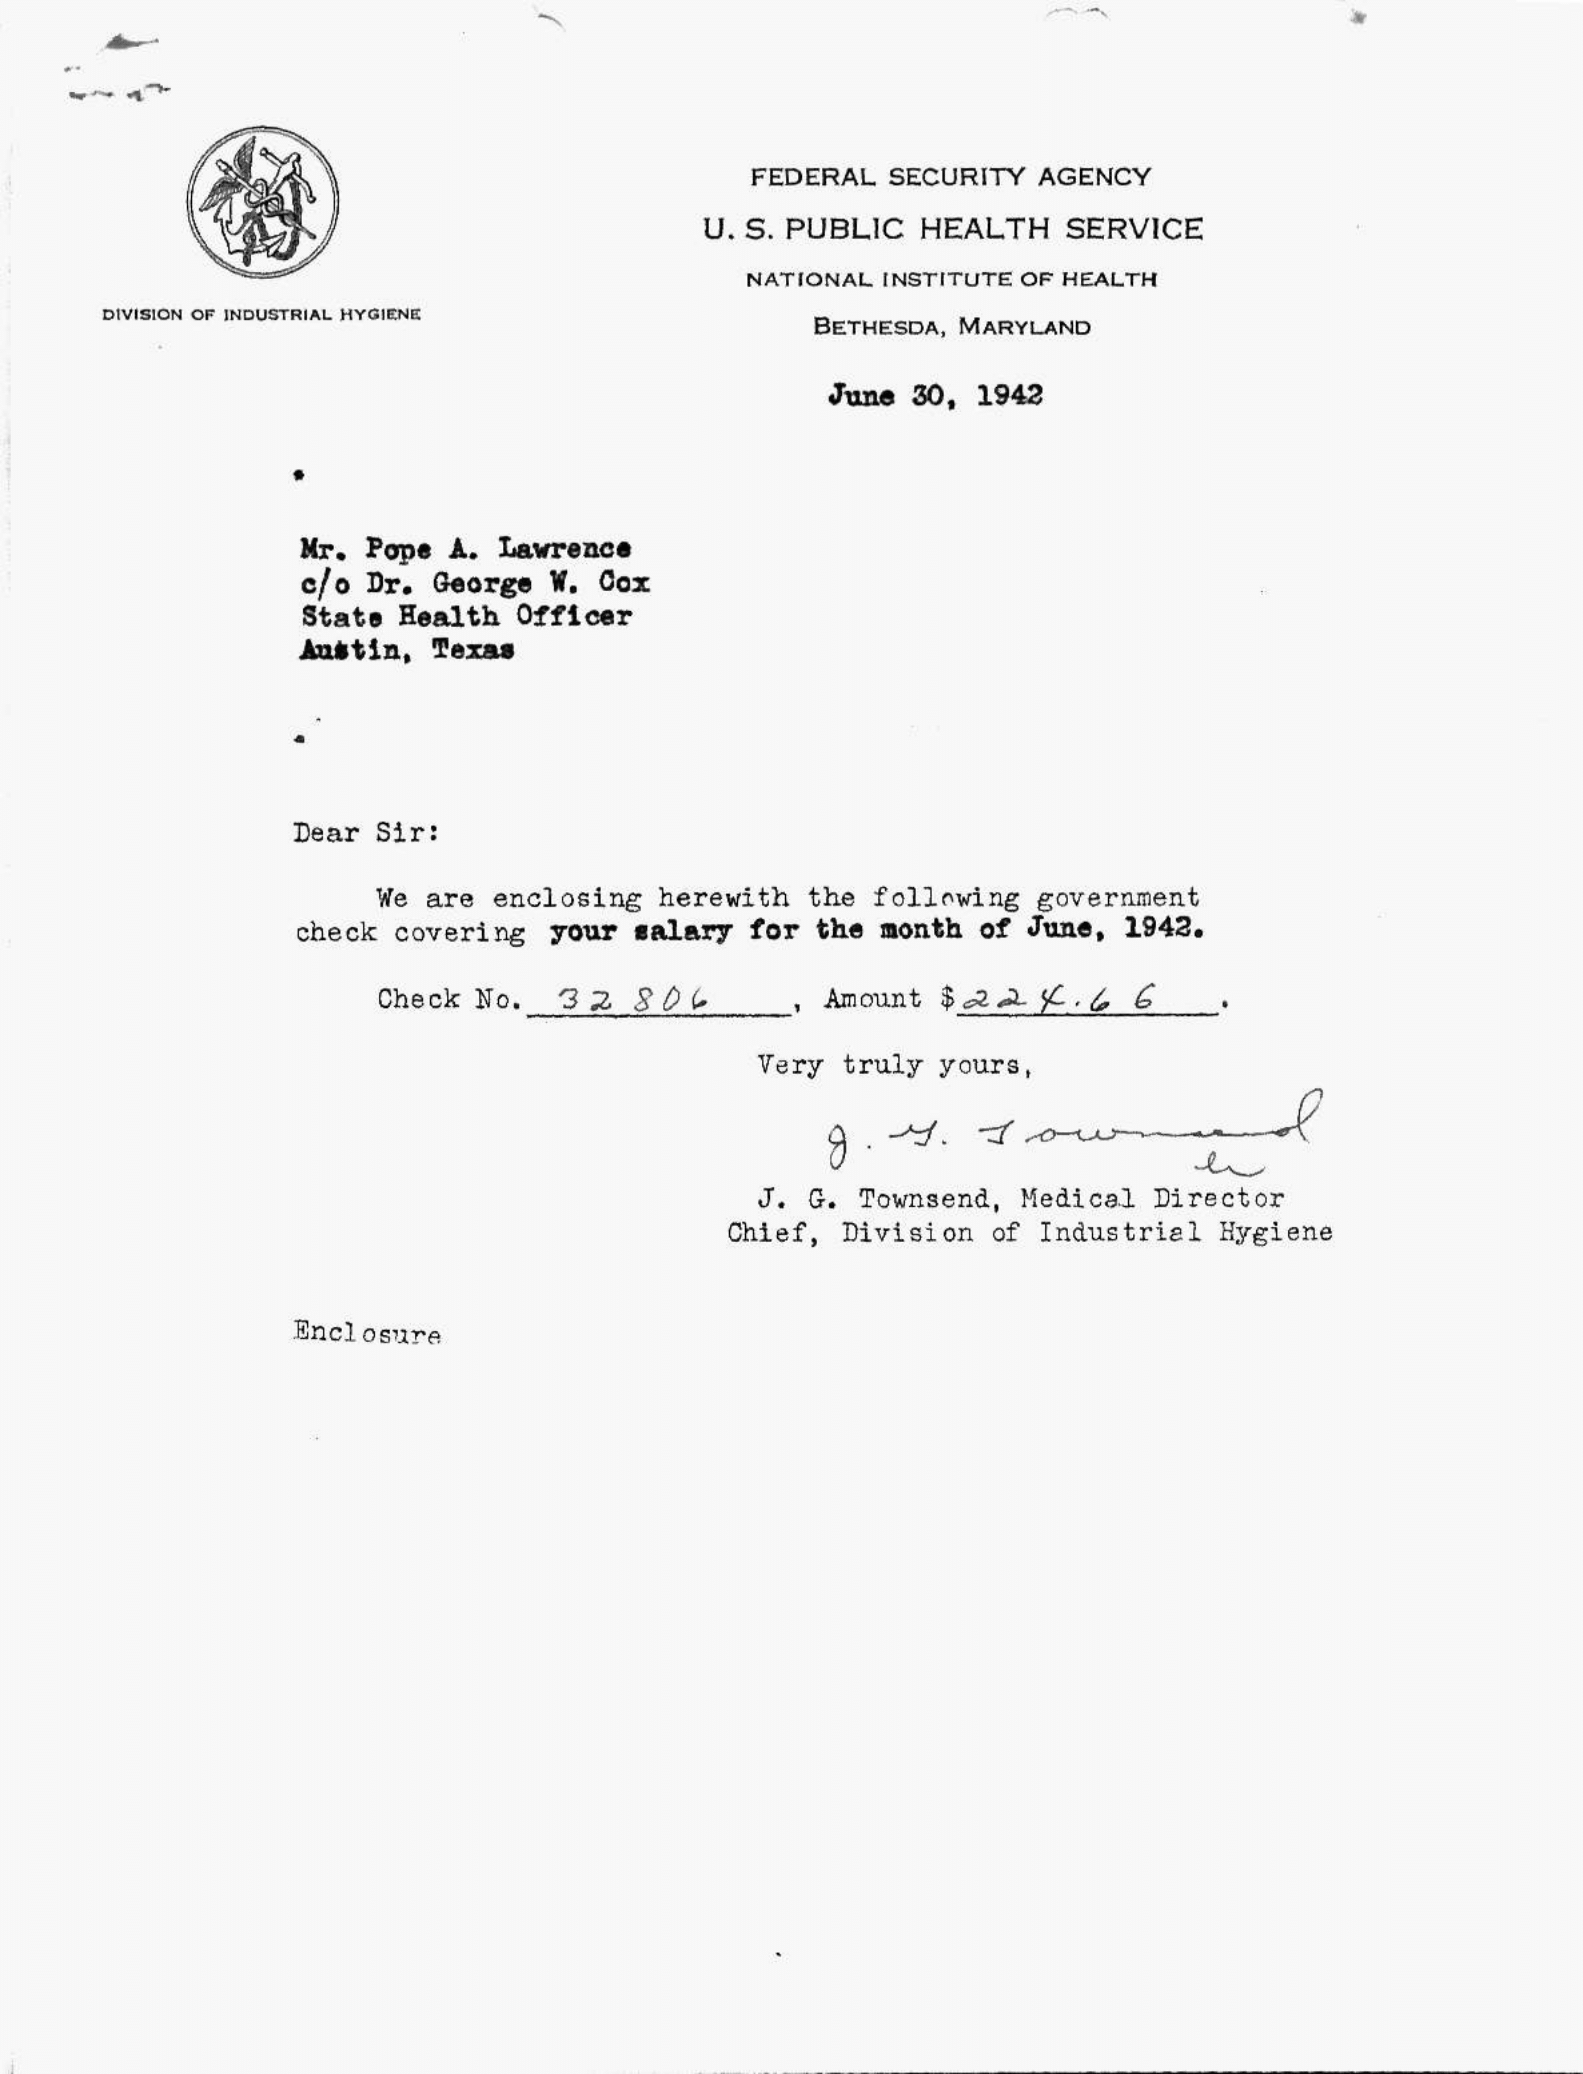 FEDERAL SECURITY AGENCY
U. S. PUBLIC HEALTH SERVICE
NATIONAL INSTITUTE OF HEALTH
BETHESDA, MARYLAND
DIVISION OF INDUSTRIAL HYGIENE
June 30, 1942
Mr. Pope A. Lawrence
c/o Dr. George W. Cox
State Health Officer
Austin, Texas
Dear Sir:
We are enclosing herewith the following government
check covering your salary for the month of June, 1942.
Check No. 32806, Amount $224.66.
Very truly yours,
J. G. Townsend
J. G. Townsend, Medical Director
Chief, Division of Industrial Hygiene
Enclosure